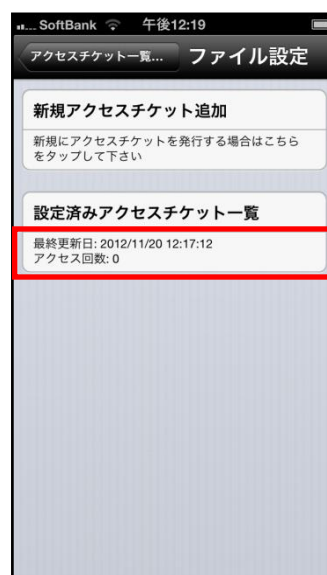 SoftBank 午後12:19
アクセスチケット一覧... ファイル設定
新規アクセスチケット追加
新規にアクセスチケットを発行する場合はこちら
をタップして下さい
設定済みアクセスチケット一覧
最終更新日: 2012/11/20 12:17:12
アクセス回数: 0